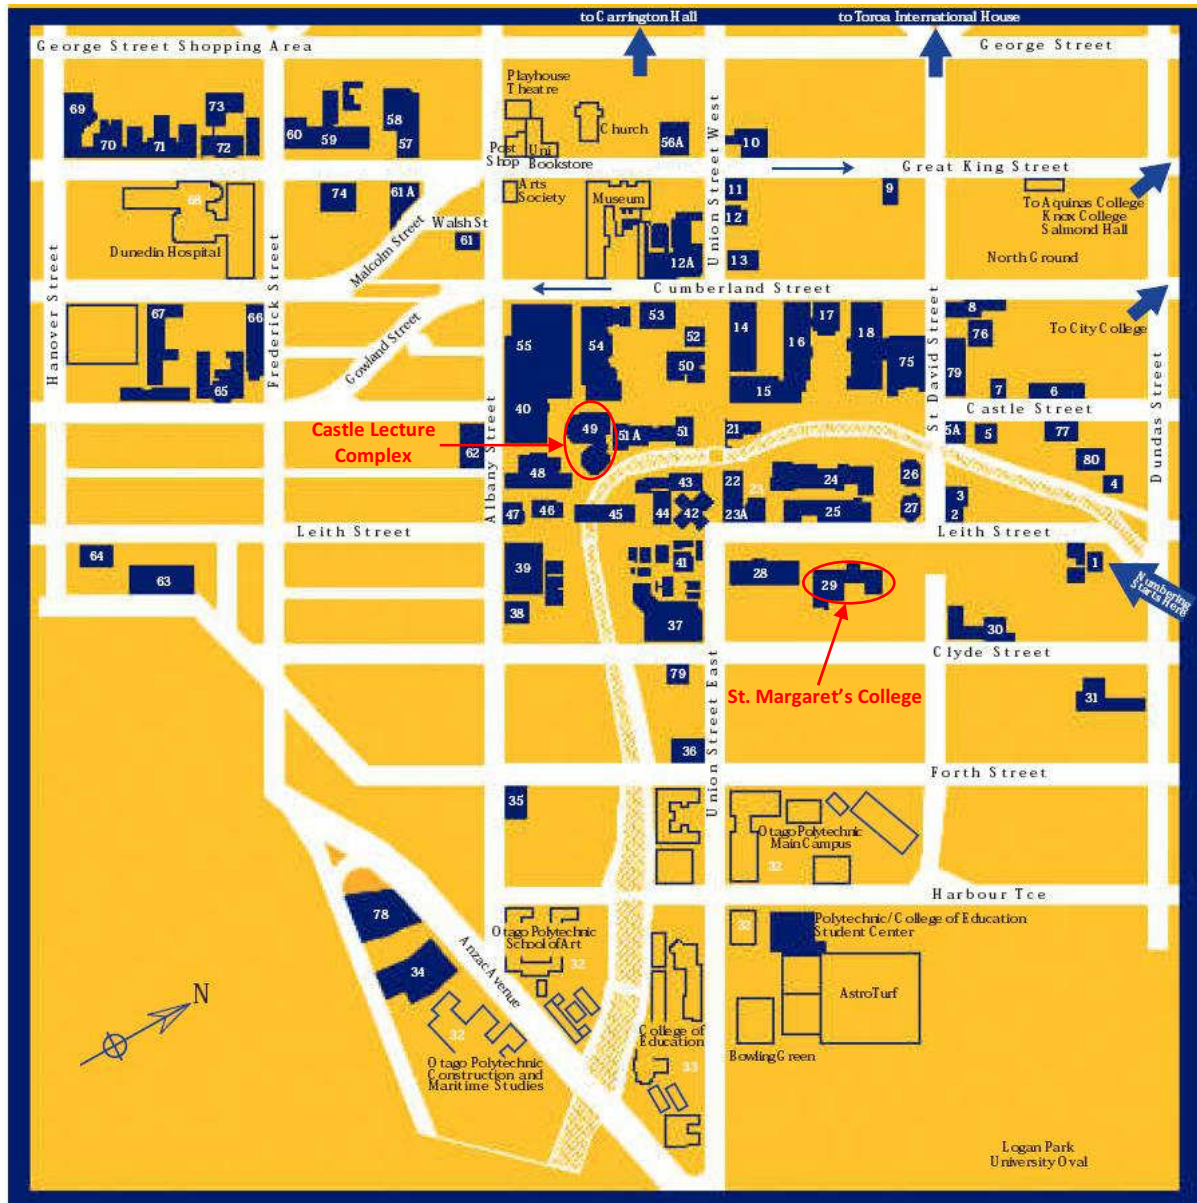 to Carrington Hall
to Toroa International House
George Street Shopping Area
George Street
Playhouse
Theatre
Church
Post
Shop
Uni
Bookstore
69
70
71
73
72
60
59
58
57
56A
10
Union Street West
Great King Street
68
Dunedin Hospital
74
61 A
Walsh St
61
Malcolm Street
Arts
Society
Museum
12A
11
12
13
9
To Aquinas College
Knox College
Salmond Hall
North Ground
Cumberland Street
To City College
Hanover Street
Frederick Street
Gowland Street
67
66
65
55
40
54
53
52
50
14
15
16
17
18
75
St David Street
8
76
79
7
6
Castle Street
Dundas Street
Castle Lecture
Complex
Albany Street
62
49
51 A
51
21
5A
5
77
80
4
48
47
46
45
44
43
42
22
23
23A
24
25
26
27
3
2
Leith Street
Leith Street
64
63
39
38
41
37
28
29
1
Numbering
Starts Here
30
Clyde Street
79
St. Margaret's College
31
Union Street East
36
Forth Street
35
Otago Polytechnic
Main Campus
32
Harbour Tce
78
34
Anzac Avenue
Otago Polytechnic
School of Art
32
32
Polytechnic/College of Education
Student Center
AstroTurf
Bowling Green
College of
Education
33
N
32
Otago Polytechnic
Construction and
Maritime Studies
Logan Park
University Oval